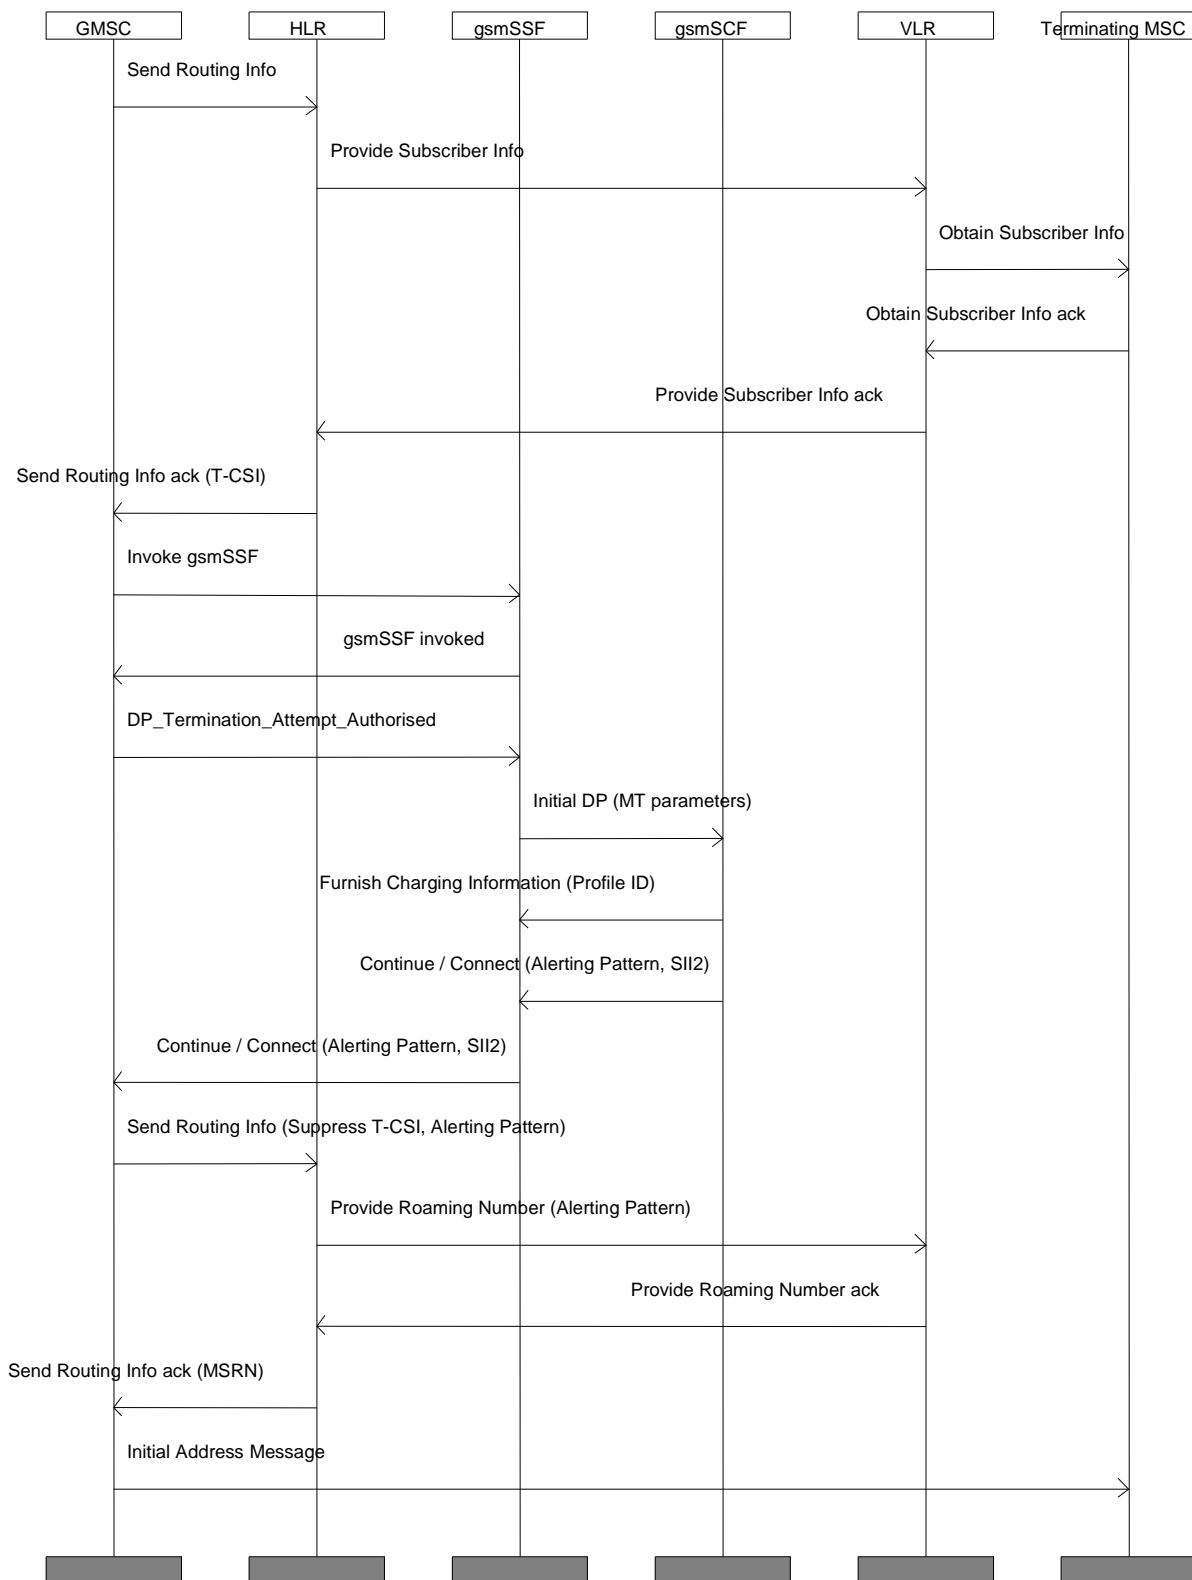 GMSC
HLR
gsmSSF
gsmSCF
VLR
Terminating MSC
Send Routing Info
Provide Subscriber Info
Obtain Subscriber Info
Obtain Subscriber Info ack
Provide Subscriber Info ack
Send Routing Info ack (T-CSI)
Invoke gsmSSF
gsmSSF invoked
DP_Termination_Attempt_Authorised
Initial DP (MT parameters)
Furnish Charging Information (Profile ID)
Continue / Connect (Alerting Pattern, SII2)
Continue / Connect (Alerting Pattern, SII2)
Send Routing Info (Suppress T-CSI, Alerting Pattern)
Provide Roaming Number (Alerting Pattern)
Provide Roaming Number ack
Send Routing Info ack (MSRN)
Initial Address Message